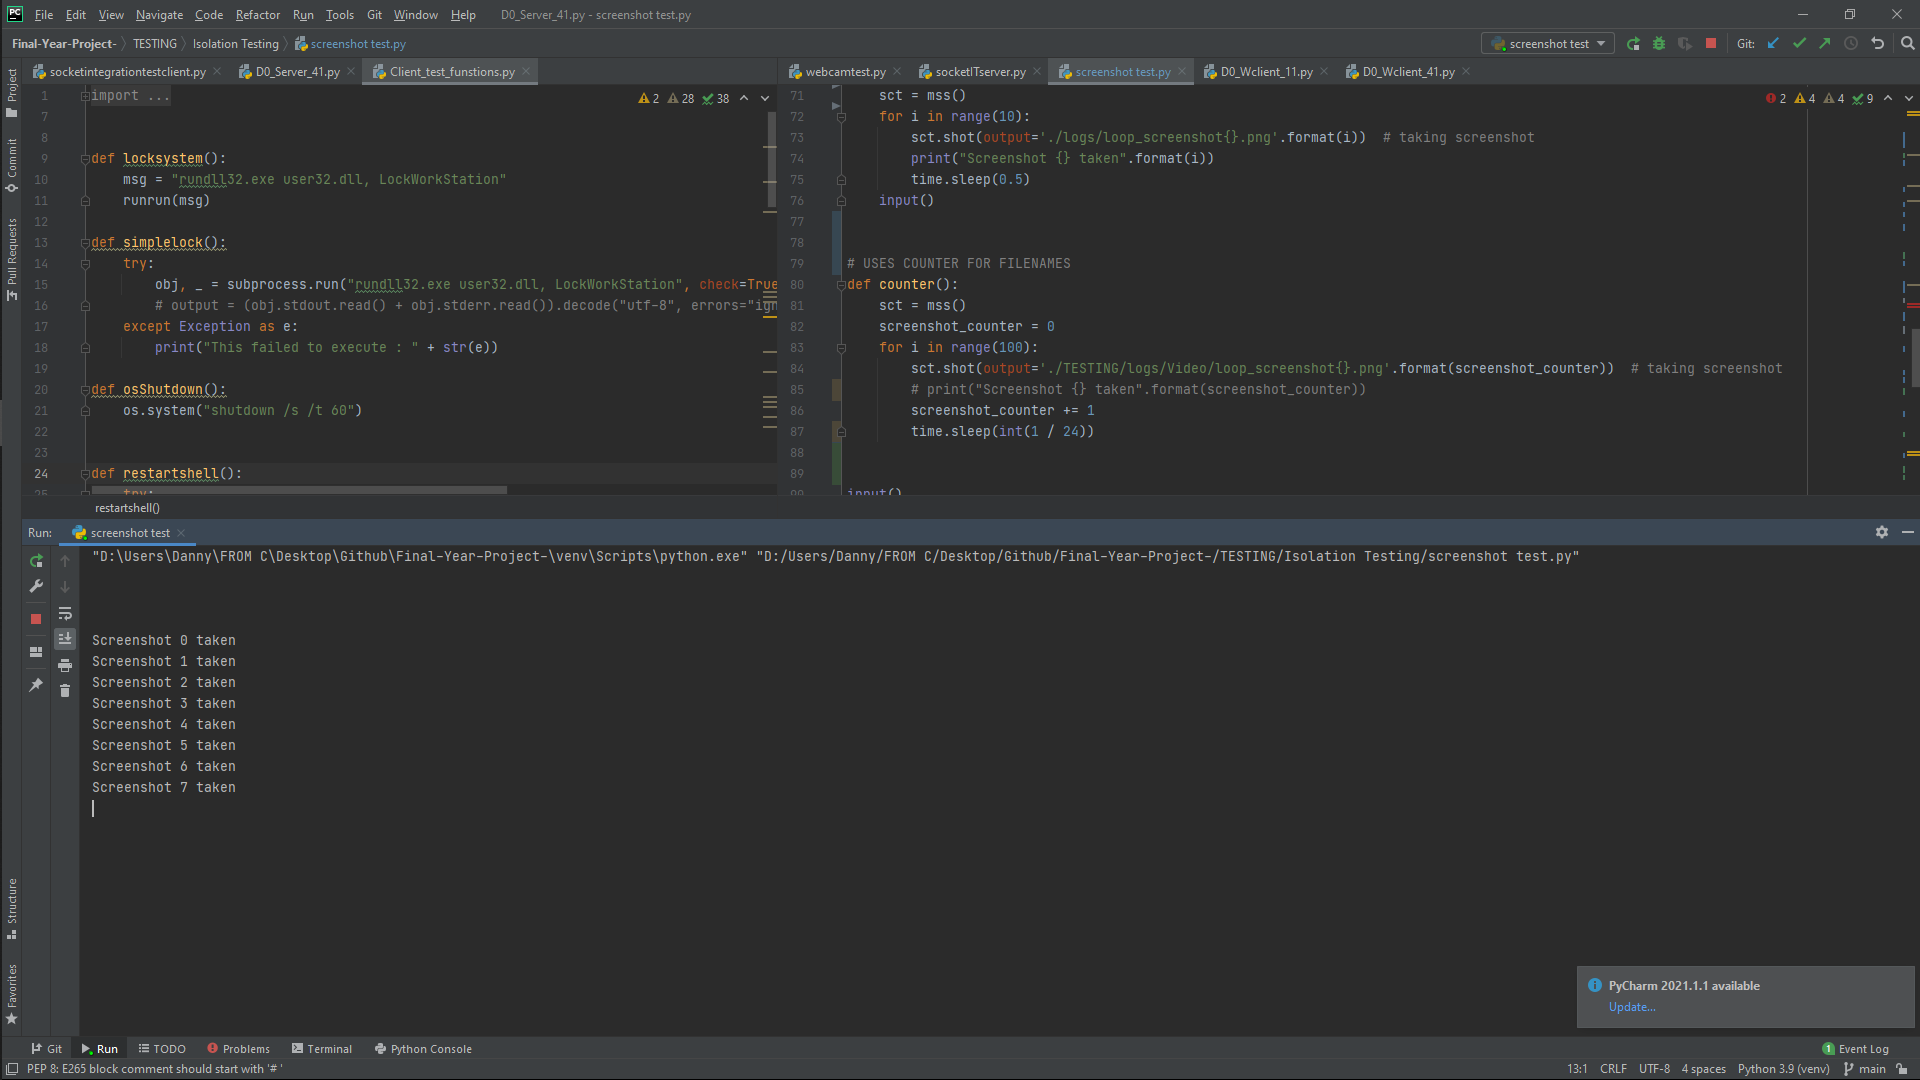 PC File Edit View Navigate Code Refactor Run Tools Git Window Help D0_Server_41.py - screenshot test.py
Final-Year-Project- TESTING Isolation Testing screenshot test.py screenshot test Git:
socketintegrationtestclient.py D0_Server_41.py Client_test_funstions.py webcamtest.py socketITserver.py screenshot test.py D0_Wclient_11.py D0_Wclient_41.py
Project
Commit
Pull Requests
2 28 38
1 import ...
7
8
9 def locksystem():
10 msg = "rundll32.exe user32.dll, LockWorkStation"
11 runrun(msg)
12
13 def simplelock():
14 try:
15 obj, _ = subprocess.run("rundll32.exe user32.dll, LockWorkStation", check=True
16 # output = (obj.stdout.read() + obj.stderr.read()).decode("utf-8", errors="ign
17 except Exception as e:
18 print("This failed to execute : " + str(e))
19
20 def osShutdown():
21 os.system("shutdown /s /t 60")
22
23
24 def restartshell():
25 try:
restartshell()
2 4 4 9
71 sct = mss()
72 for i in range(10):
73 sct.shot(output='./logs/loop_screenshot{}.png'.format(i)) # taking screenshot
74 print("Screenshot {} taken".format(i))
75 time.sleep(0.5)
76 input()
77
78
79 # USES COUNTER FOR FILENAMES
80 def counter():
81 sct = mss()
82 screenshot_counter = 0
83 for i in range(100):
84 sct.shot(output='./TESTING/logs/Video/loop_screenshot{}.png'.format(screenshot_counter)) # taking screenshot
85 # print("Screenshot {} taken".format(screenshot_counter))
86 screenshot_counter += 1
87 time.sleep(int(1 / 24))
88
89
90 input()
Run: screenshot test
"D:\Users\Danny\FROM C\Desktop\Github\Final-Year-Project-\venv\Scripts\python.exe" "D:/Users/Danny/FROM C/Desktop/Github/Final-Year-Project-/TESTING/Isolation Testing/screenshot test.py"
Screenshot 0 taken
Screenshot 1 taken
Screenshot 2 taken
Screenshot 3 taken
Screenshot 4 taken
Screenshot 5 taken
Screenshot 6 taken
Screenshot 7 taken
Structure
Favorites
PyCharm 2021.1.1 available
Update...
Git Run TODO Problems Terminal Python Console 1 Event Log
PEP 8: E265 block comment should start with '# ' 13:1 CRLF UTF-8 4 spaces Python 3.9 (venv) main